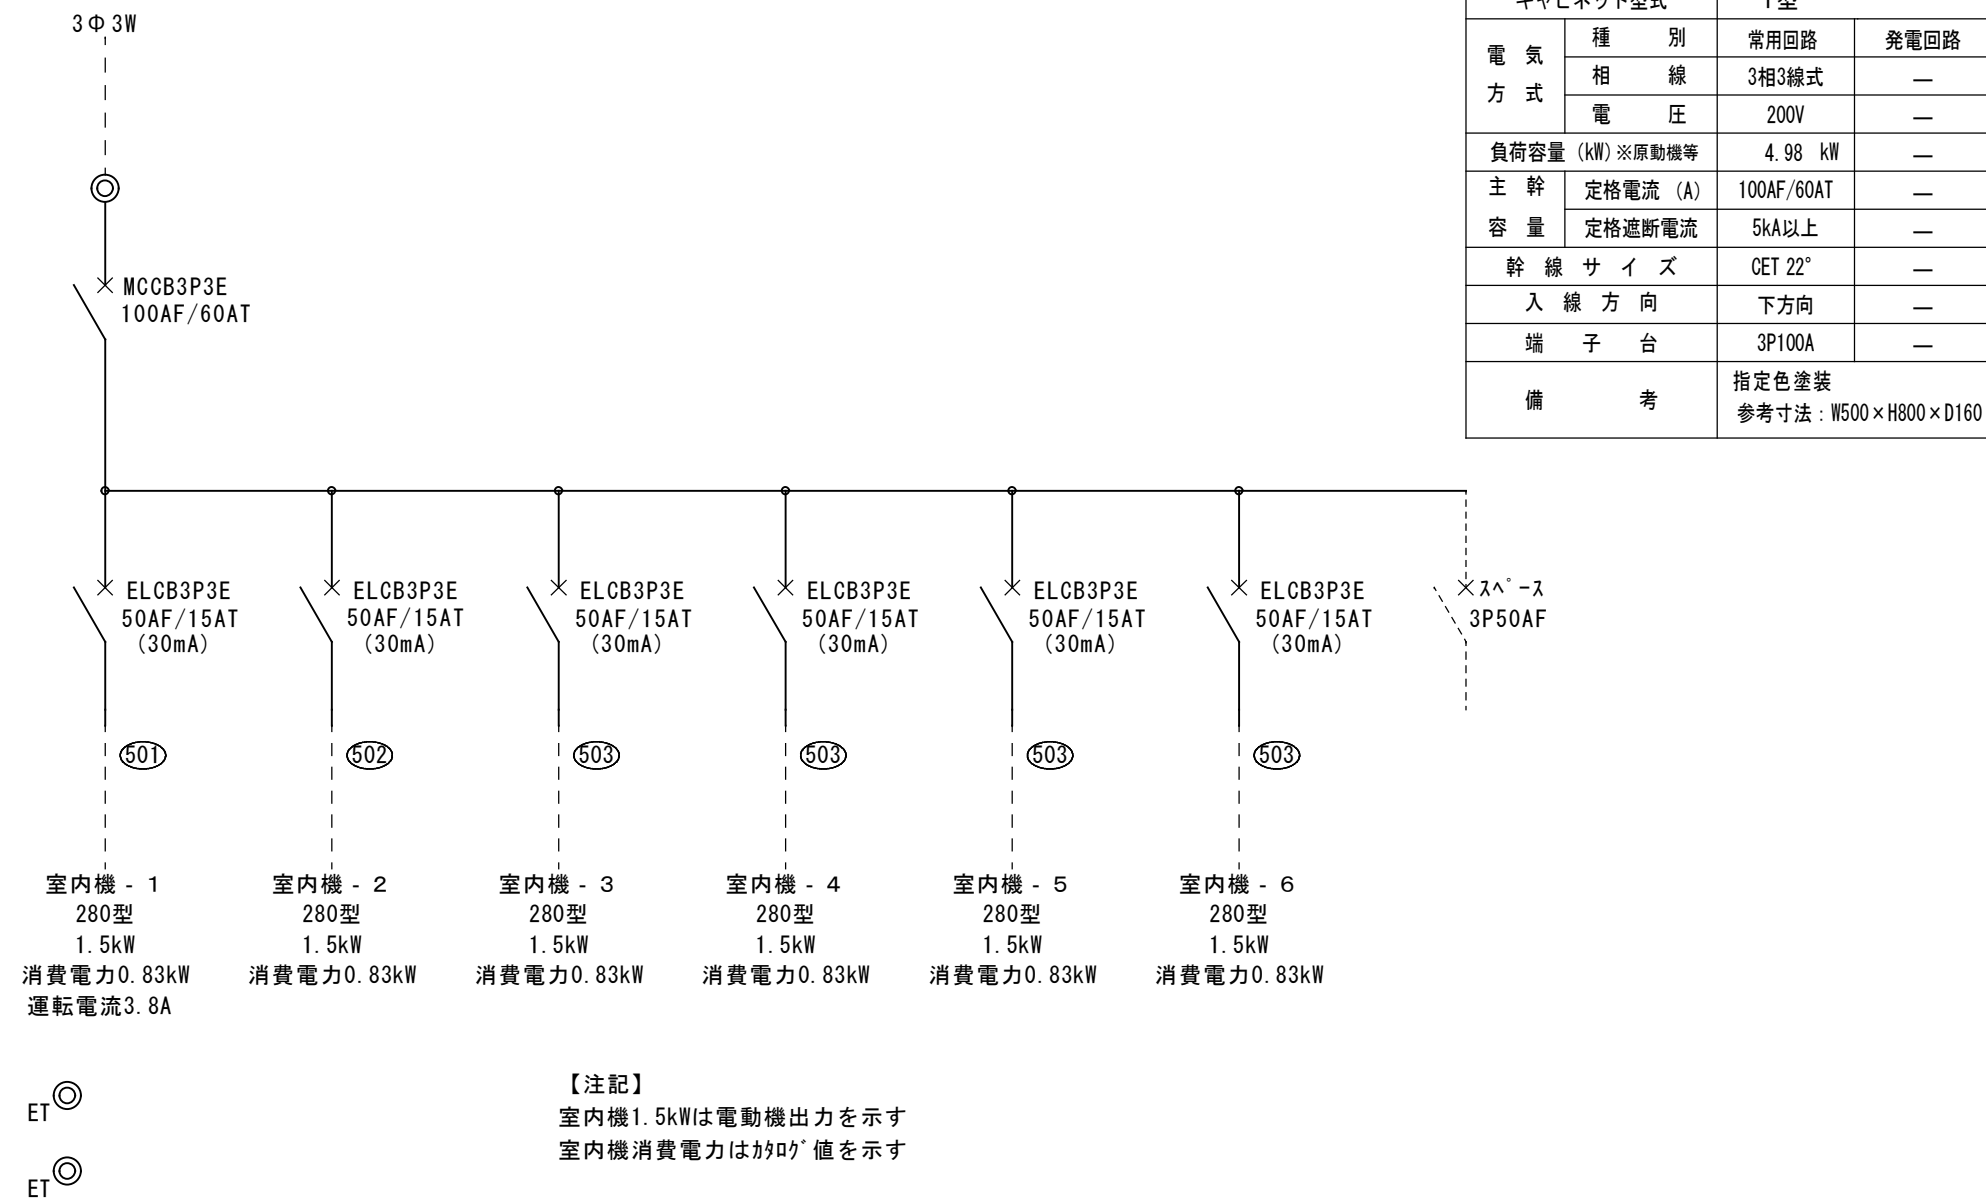 3Φ3W
MCCB3P3E
100AF/60AT
キャビネット型式 1型
電気方式 種別 常用回路 発電回路
相線 3相3線式 —
電圧 200V —
負荷容量(kW)※原動機等 4.98 kW —
主幹容量 定格電流 (A) 100AF/60AT —
定格遮断電流 5kA以上 —
幹線サイズ CET 22° —
入線方向 下方向 —
端子台 3P100A —
備考 指定色塗装
参考寸法:W500×H800×D160
ELCB3P3E ELCB3P3E ELCB3P3E ELCB3P3E ELCB3P3E ELCB3P3E スペース
50AF/15AT 50AF/15AT 50AF/15AT 50AF/15AT 50AF/15AT 50AF/15AT 3P50AF
(30mA) (30mA) (30mA) (30mA) (30mA) (30mA)
501 502 503 503 503 503
室内機 - 1 室内機 - 2 室内機 - 3 室内機 - 4 室内機 - 5 室内機 - 6
280型 280型 280型 280型 280型 280型
1.5kW 1.5kW 1.5kW 1.5kW 1.5kW 1.5kW
消費電力0.83kW 消費電力0.83kW 消費電力0.83kW 消費電力0.83kW 消費電力0.83kW 消費電力0.83kW
運転電流3.8A
【注記】
室内機1.5kWは電動機出力を示す
室内機消費電力はカタログ値を示す
ET
ET